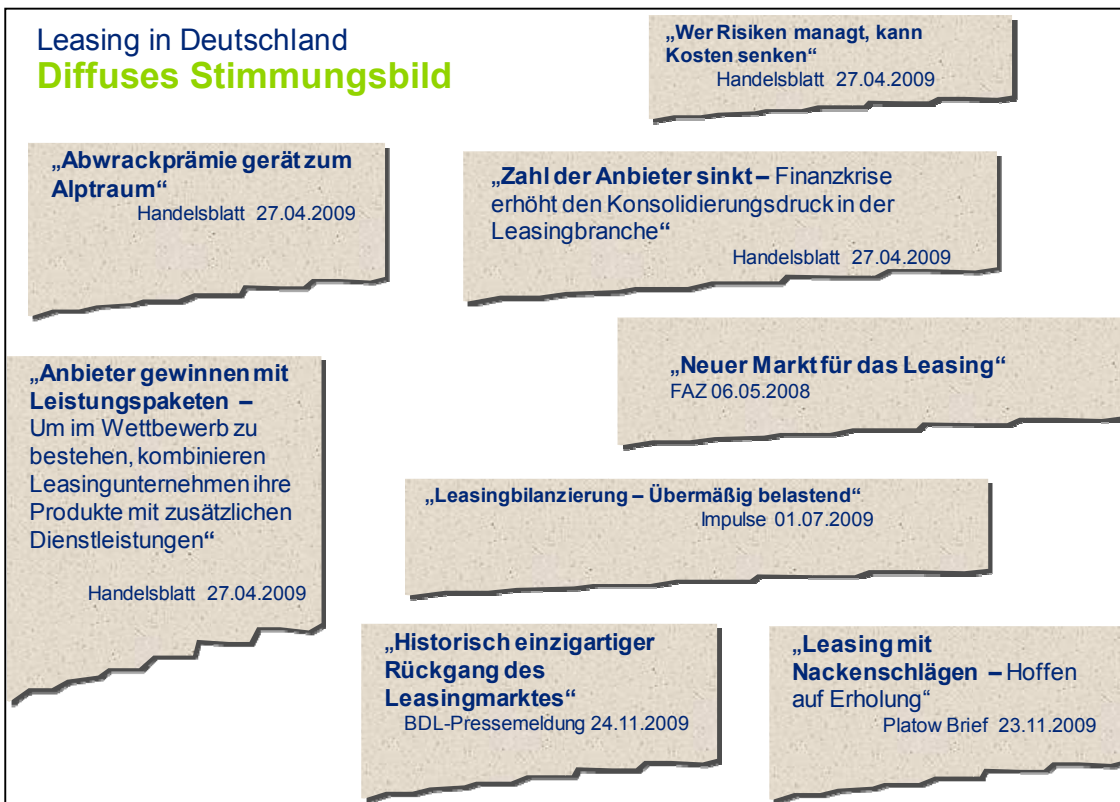 Leasing in Deutschland
Diffuses Stimmungsbild
„Wer Risiken managt, kann
Kosten senken“
Handelsblatt 27.04.2009
„Abwrackprämie gerät zum
Alptraum“
Handelsblatt 27.04.2009
„Zahl der Anbieter sinkt – Finanzkrise
erhöht den Konsolidierungsdruck in der
Leasingbranche“
Handelsblatt 27.04.2009
„Neuer Markt für das Leasing“
FAZ 06.05.2008
„Anbieter gewinnen mit
Leistungspaketen –
Um im Wettbewerb zu
bestehen, kombinieren
Leasingunternehmen ihre
Produkte mit zusätzlichen
Dienstleistungen“
Handelsblatt 27.04.2009
„Leasingbilanzierung – Übermäßig belastend“
Impulse 01.07.2009
„Historisch einzigartiger
Rückgang des
Leasingmarktes“
BDL-Pressemeldung 24.11.2009
„Leasing mit
Nackenschlägen – Hoffen
auf Erholung“
Platow Brief 23.11.2009